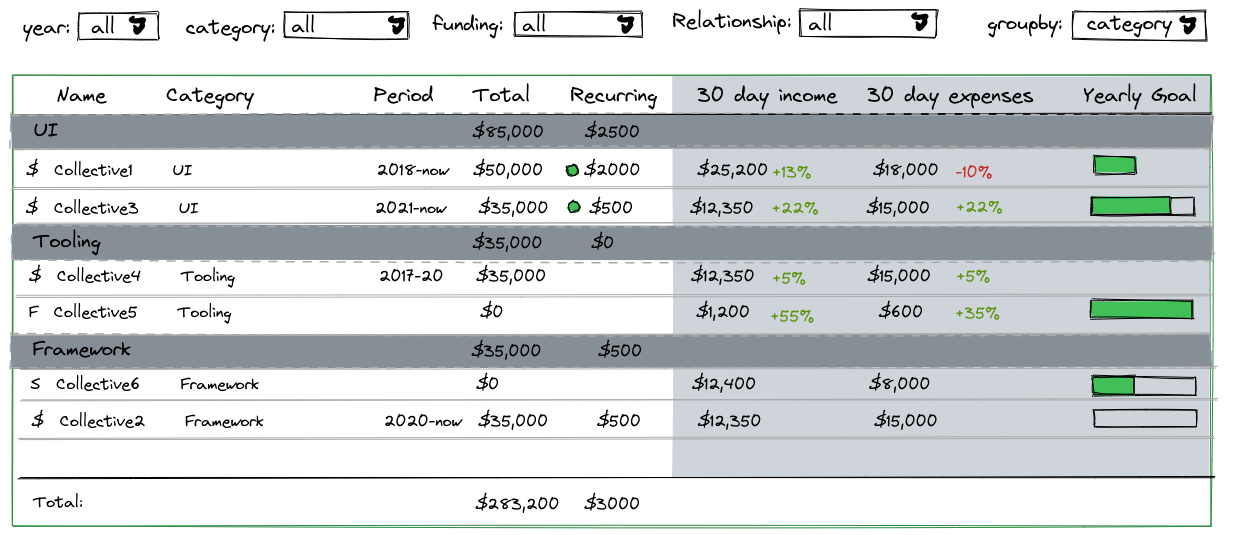 year: all category: all funding: all Relationship: all groupby: category
Name Category Period Total Recurring 30 day income 30 day expenses Yearly Goal
UI $85,000 $2500
$ Collective1 UI 2018-now $50,000 $2000 $25,200 +13% $18,000 -10%
$ Collective3 UI 2021-now $35,000 $500 $12,350 +22% $15,000 +22%
Tooling $35,000 $0
$ Collective4 Tooling 2017-20 $35,000 $12,350 +5% $15,000 +5%
F Collective5 Tooling $0 $1,200 +55% $600 +35%
Framework $35,000 $500
S Collective6 Framework $0 $12,400 $8,000
$ Collective2 Framework 2020-now $35,000 $500 $12,350 $15,000
Total: $283,200 $3000